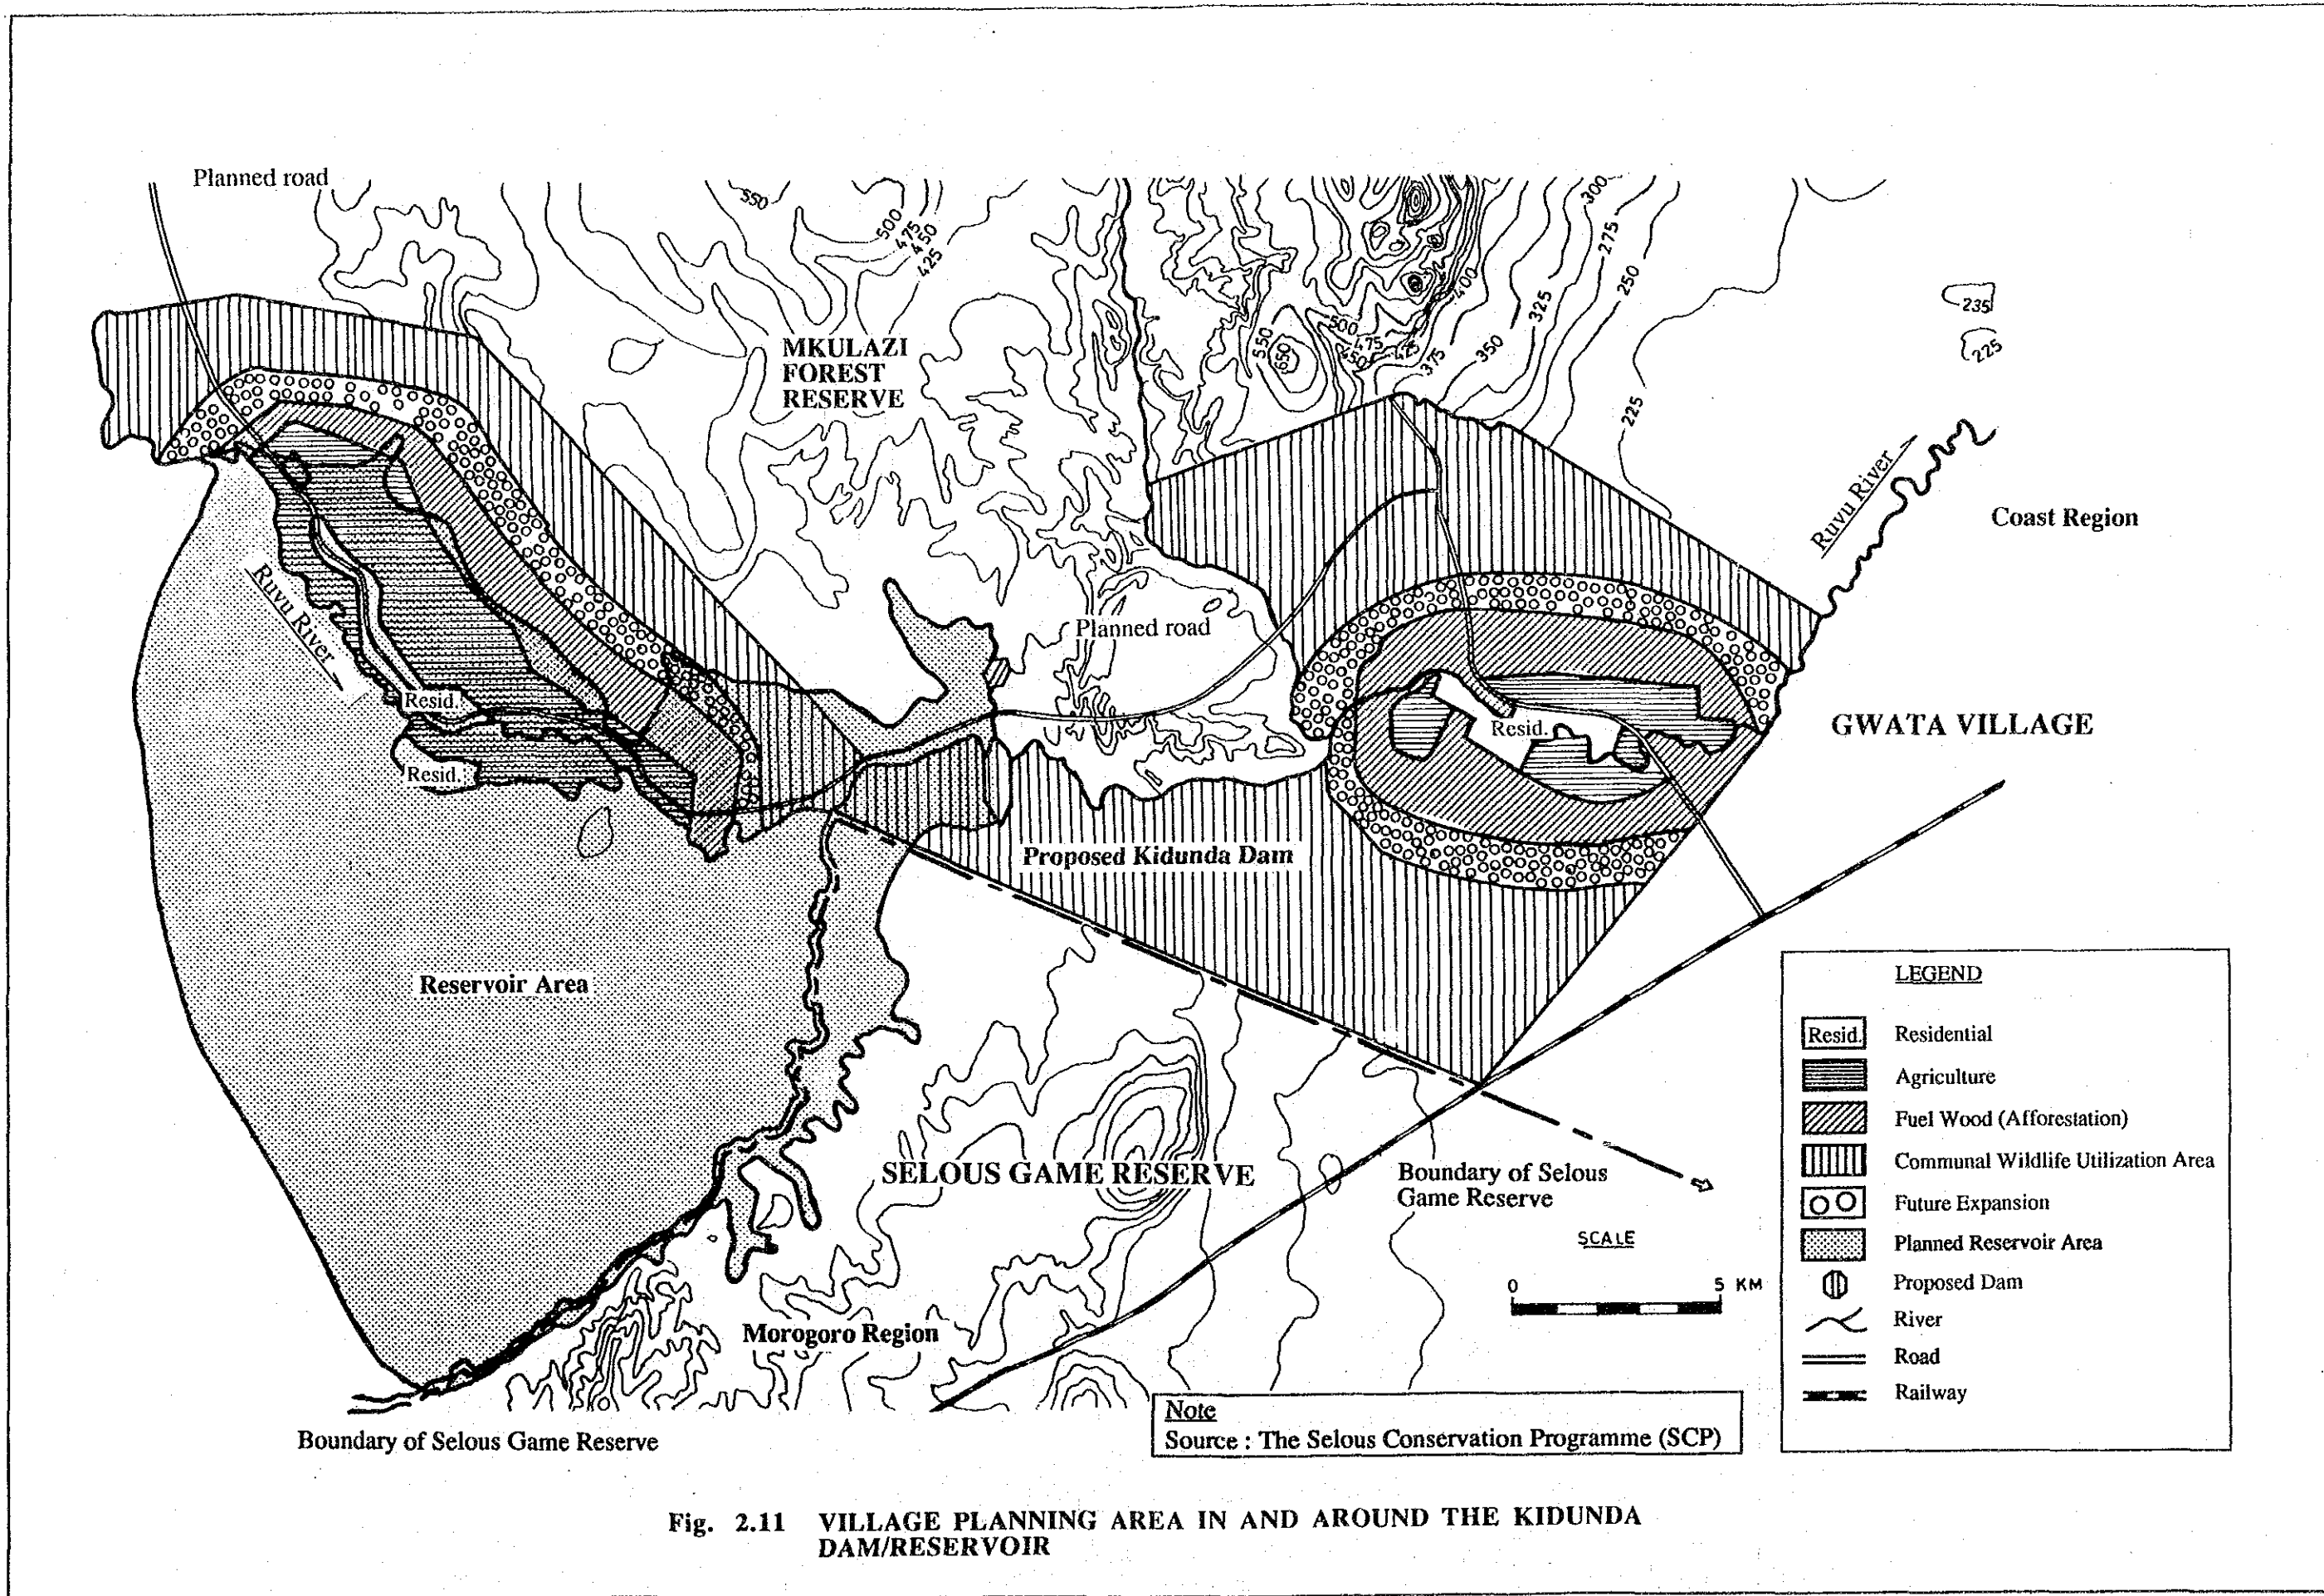 Planned road
550
500
475
450
425
300
275
250
325
400
350
375
235
225
225
500
475
450
425
550
650
MKULAZI
FOREST
RESERVE
Ruvu River
Coast Region
Ruvu River
Planned road
Resid.
Resid.
Resid.
GWATA VILLAGE
Proposed Kidunda Dam
Reservoir Area
SELOUS GAME RESERVE
Boundary of Selous
Game Reserve
Morogoro Region
Boundary of Selous Game Reserve
SCALE
0 5 KM
LEGEND
Resid. Residential
Agriculture
Fuel Wood (Afforestation)
Communal Wildlife Utilization Area
Future Expansion
Planned Reservoir Area
Proposed Dam
River
Road
Railway
Note
Source : The Selous Conservation Programme (SCP)
Fig. 2.11 VILLAGE PLANNING AREA IN AND AROUND THE KIDUNDA
DAM/RESERVOIR